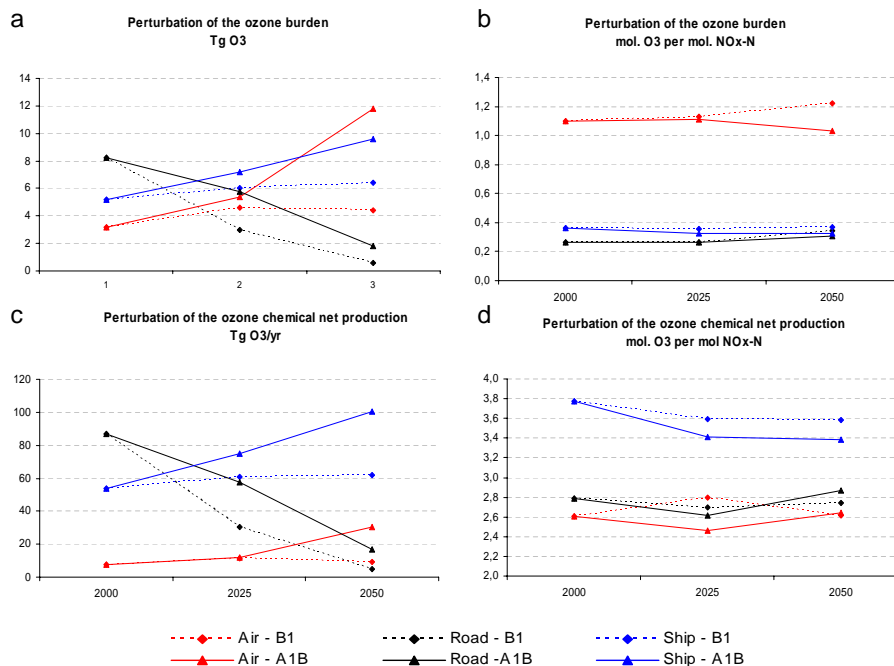 a
Perturbation of the ozone burden
Tg O3
14
12
10
8
6
4
2
0
1 2 3
b
Perturbation of the ozone burden
mol. O3 per mol. NOx-N
1,4
1,2
1,0
0,8
0,6
0,4
0,2
0,0
2000 2025 2050
c
Perturbation of the ozone chemical net production
Tg O3/yr
120
100
80
60
40
20
0
2000 2025 2050
d
Perturbation of the ozone chemical net production
mol. O3 per mol NOx-N
4,0
3,8
3,6
3,4
3,2
3,0
2,8
2,6
2,4
2,2
2,0
2000 2025 2050
Air - B1 Road - B1 Ship - B1
Air - A1B Road -A1B Ship - A1B